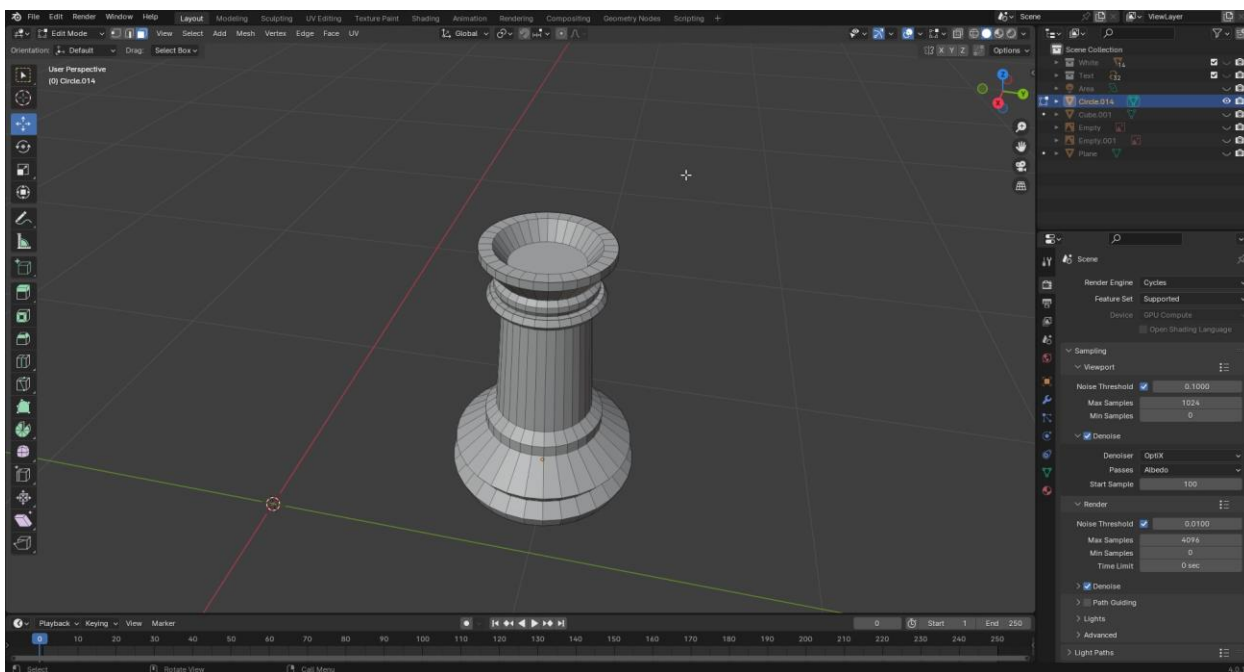 File Edit Render Window Help Layout Modeling Sculpting UV Editing Texture Paint Shading Animation Rendering Compositing Geometry Nodes Scripting + Scene ViewLayer
Edit Mode View Select Add Mesh Vertex Edge Face UV Global
Orientation: Default Drag: Select Box X Y Z Options
User Perspective
(0) Circle.014
Z
Y
X
Scene Collection
White 14
Text 32
Area
Circle.014
Cube.001
Empty
Empty.001
Plane
Scene
Render Engine Cycles
Feature Set Supported
Device GPU Compute
Open Shading Language
Sampling
Viewport
Noise Threshold 0.1000
Max Samples 1024
Min Samples 0
Denoise
Denoiser OptiX
Passes Albedo
Start Sample 100
Render
Noise Threshold 0.0100
Max Samples 4096
Min Samples 0
Time Limit 0 sec
Denoise
Path Guiding
Lights
Advanced
Light Paths
Playback Keying View Marker 0 Start 1 End 250
0 10 20 30 40 50 60 70 80 90 100 110 120 130 140 150 160 170 180 190 200 210 220 230 240 250
Select Rotate View Call Menu